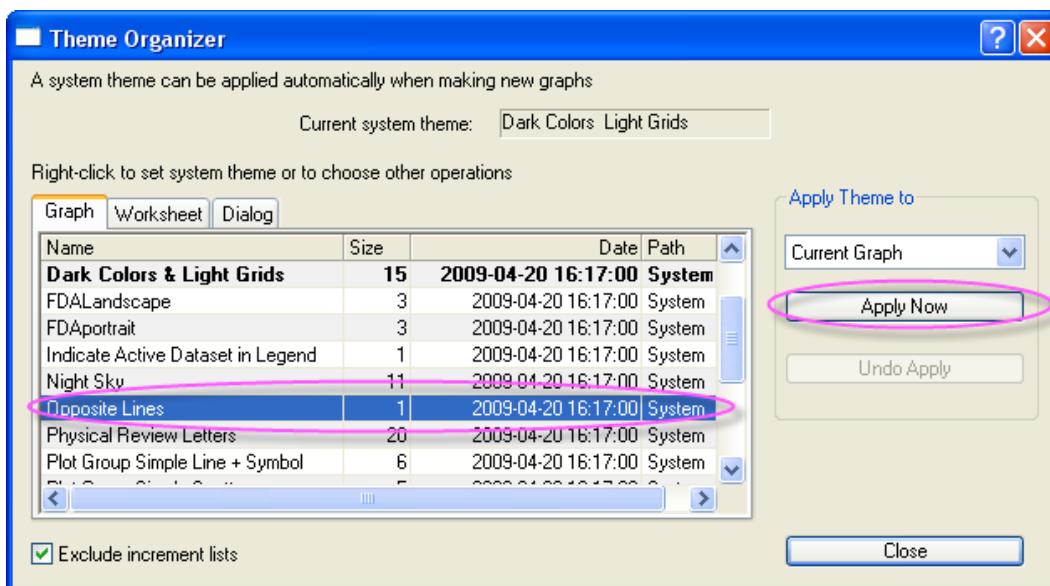 Theme Organizer
A system theme can be applied automatically when making new graphs
Current system theme: Dark Colors Light Grids
Right-click to set system theme or to choose other operations
Graph Worksheet Dialog
Name Size Date Path
Dark Colors & Light Grids 15 2009-04-20 16:17:00 System
FDALandscape 3 2009-04-20 16:17:00 System
FDAportrait 3 2009-04-20 16:17:00 System
Indicate Active Dataset in Legend 1 2009-04-20 16:17:00 System
Night Sky 11 2009-04-20 16:17:00 System
Opposite Lines 1 2009-04-20 16:17:00 System
Physical Review Letters 20 2009-04-20 16:17:00 System
Plot Group Simple Line + Symbol 6 2009-04-20 16:17:00 System
Exclude increment lists
Apply Theme to
Current Graph
Apply Now
Undo Apply
Close